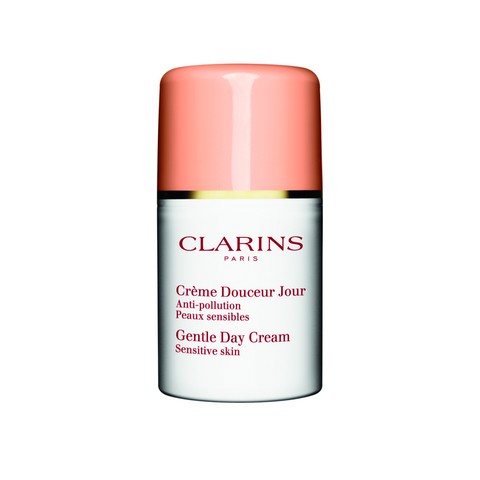 CLARINS
PARIS
Crème Douceur Jour
Anti-pollution
Peaux sensibles
Gentle Day Cream
Sensitive skin